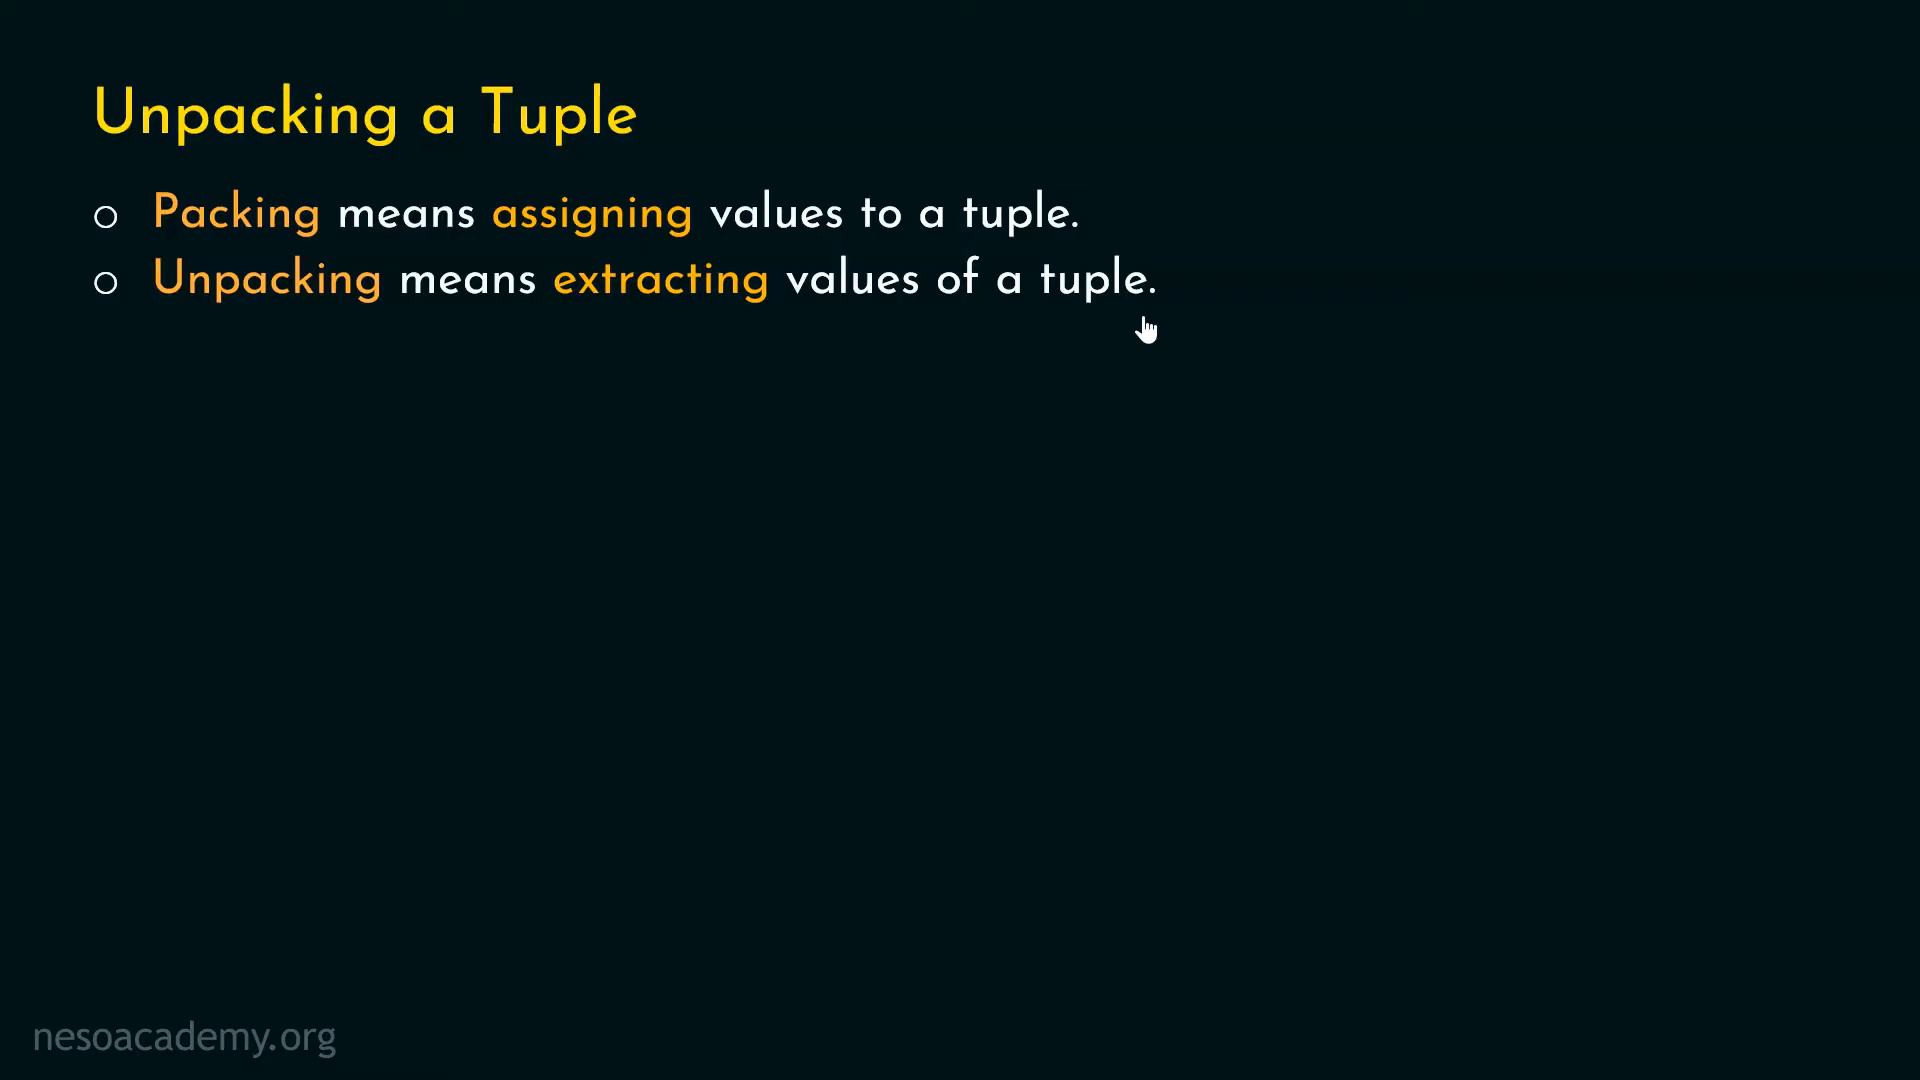 Unpacking a Tuple
Packing means assigning values to a tuple.
Unpacking means extracting values of a tuple.
nesoacademy.org